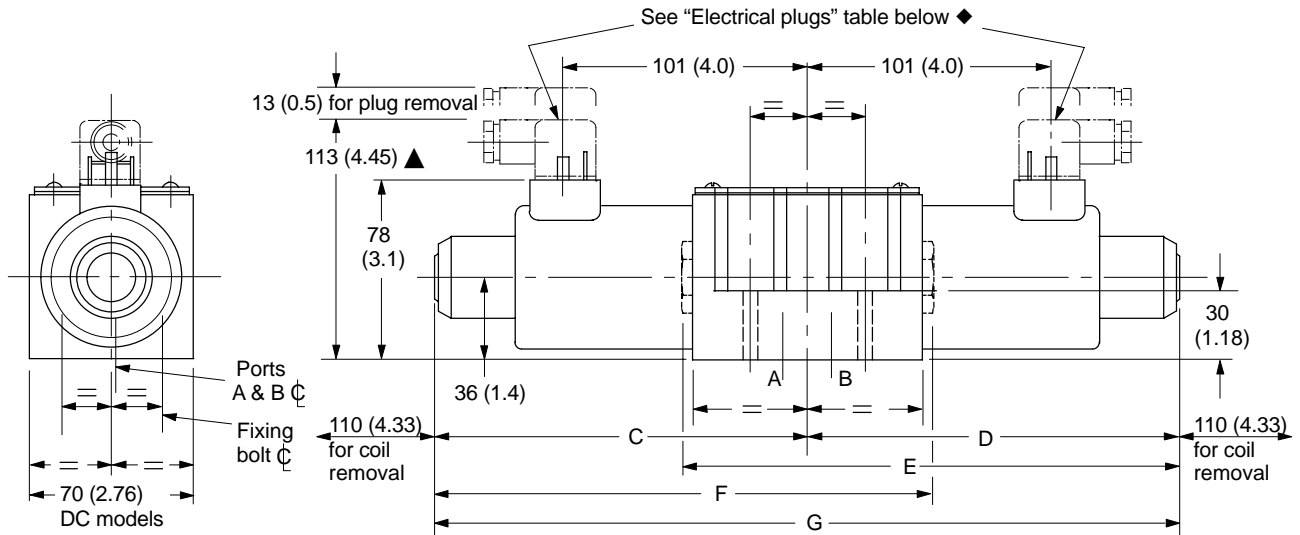 See “Electrical plugs” table below ◆
101 (4.0)
101 (4.0)
13 (0.5) for plug removal
113 (4.45) ▲
78
(3.1)
30
(1.18)
36 (1.4)
A
B
Ports
A & B ℄
Fixing
bolt ℄
110 (4.33)
for coil
removal
C
D
110 (4.33)
for coil
removal
E
F
G
70 (2.76)
DC models